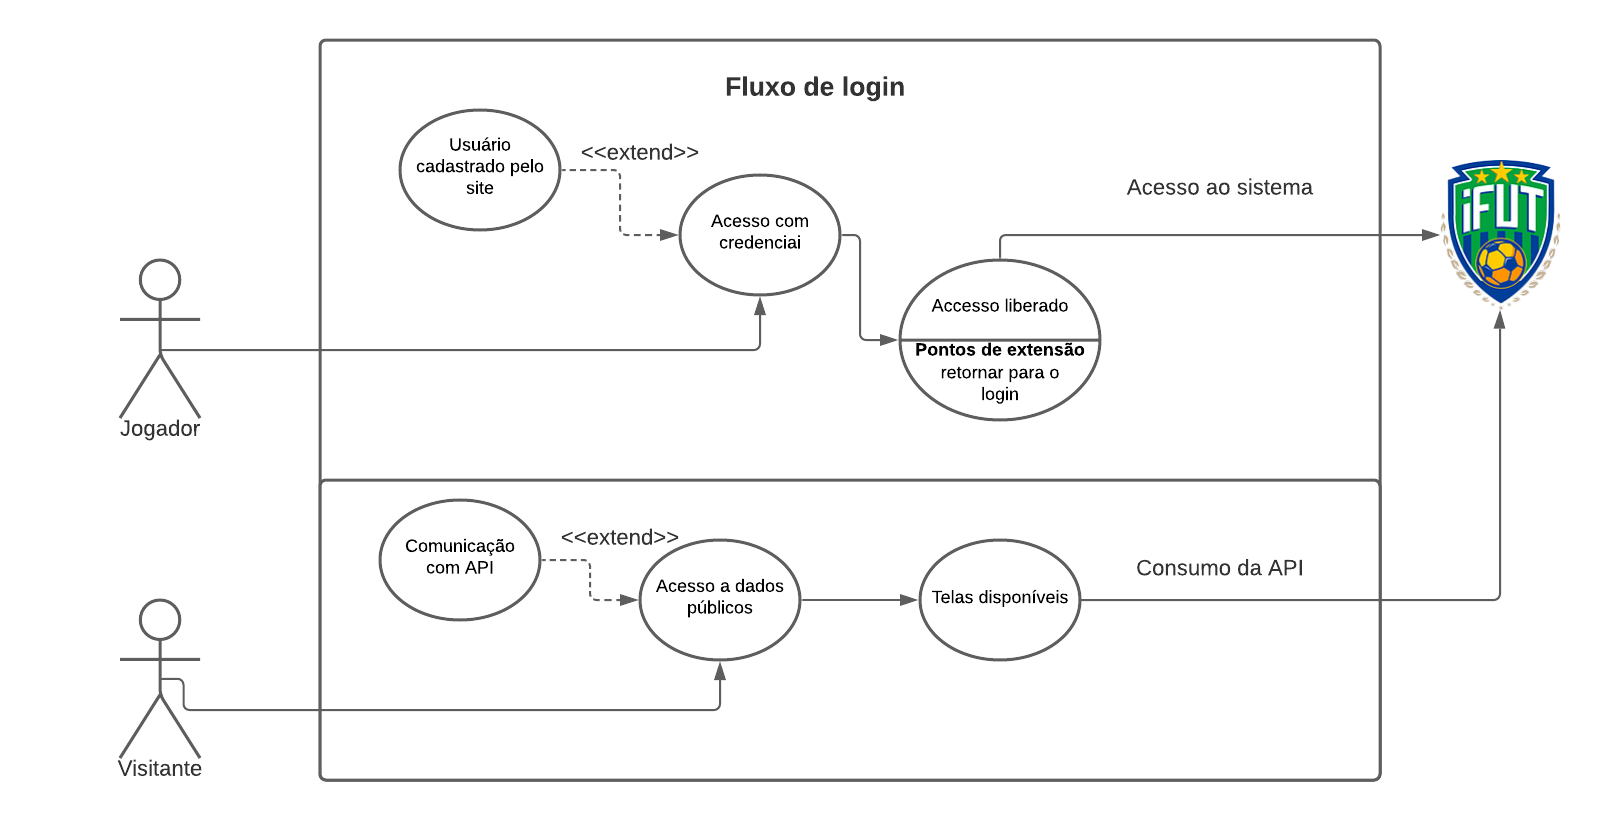 Fluxo de login
Usuário
cadastrado pelo
site
<<extend>>
Acesso com
credenciai
Acesso ao sistema
iFUT
Accesso liberado
Pontos de extensão
retornar para o
login
Jogador
Comunicação
com API
<<extend>>
Acesso a dados
públicos
Telas disponíveis
Consumo da API
Visitante